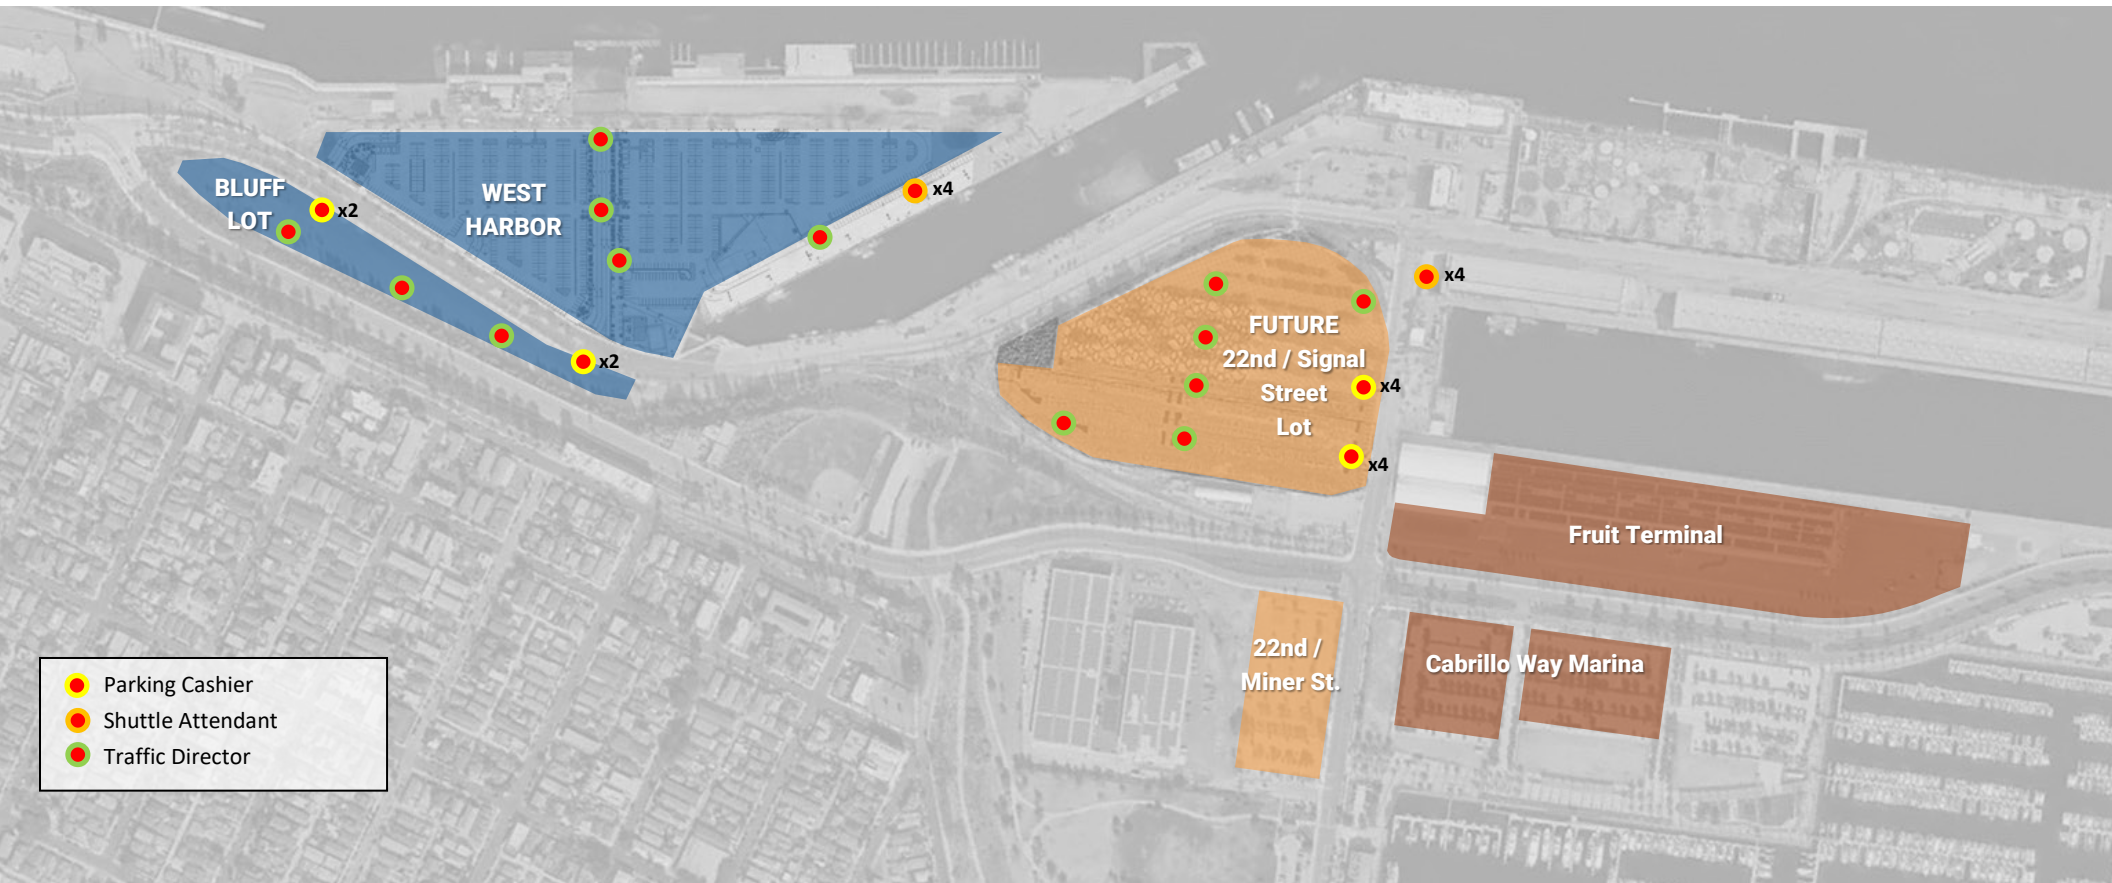 BLUFF
LOT
x2
WEST
HARBOR
x4
x2
x4
FUTURE
22nd / Signal
Street
Lot
x4
x4
Fruit Terminal
22nd /
Miner St.
Cabrillo Way Marina
Parking Cashier
Shuttle Attendant
Traffic Director